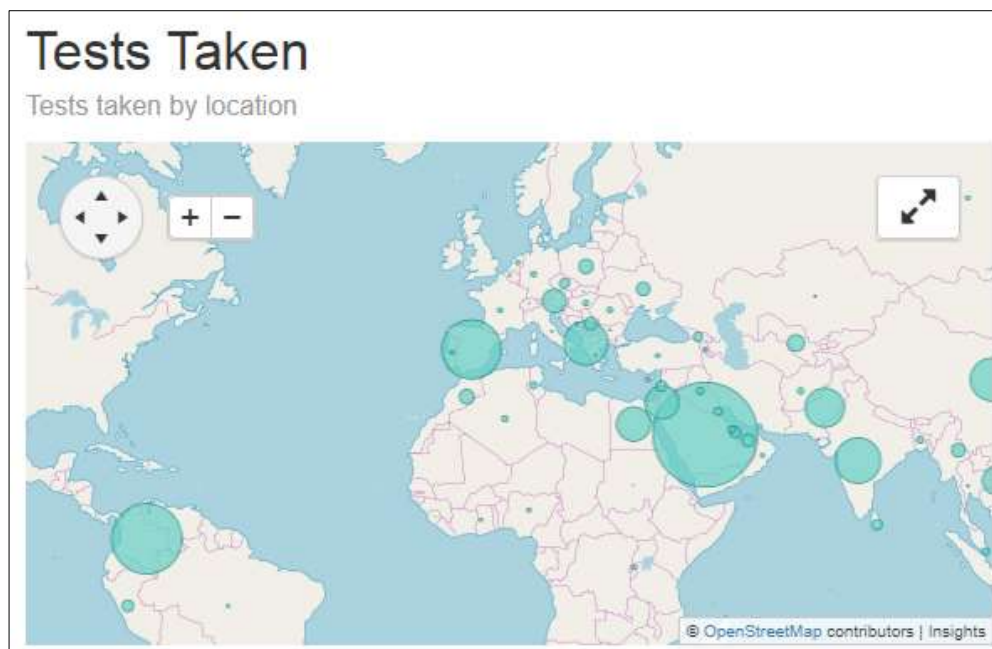 Tests Taken
Tests taken by location
+ −
© OpenStreetMap contributors | Insights